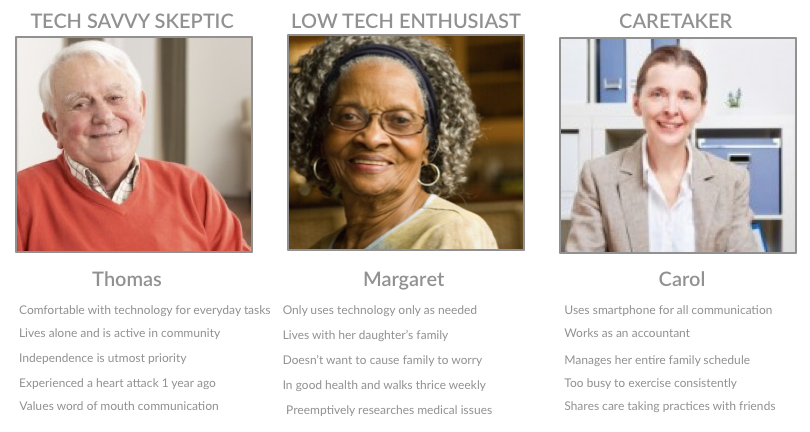 TECH SAVVY SKEPTIC
LOW TECH ENTHUSIAST
CARETAKER
Thomas
Comfortable with technology for everyday tasks
Lives alone and is active in community
Independence is utmost priority
Experienced a heart attack 1 year ago
Values word of mouth communication
Margaret
Only uses technology only as needed
Lives with her daughter's family
Doesn't want to cause family to worry
In good health and walks thrice weekly
Preemptively researches medical issues
Carol
Uses smartphone for all communication
Works as an accountant
Manages her entire family schedule
Too busy to exercise consistently
Shares care taking practices with friends